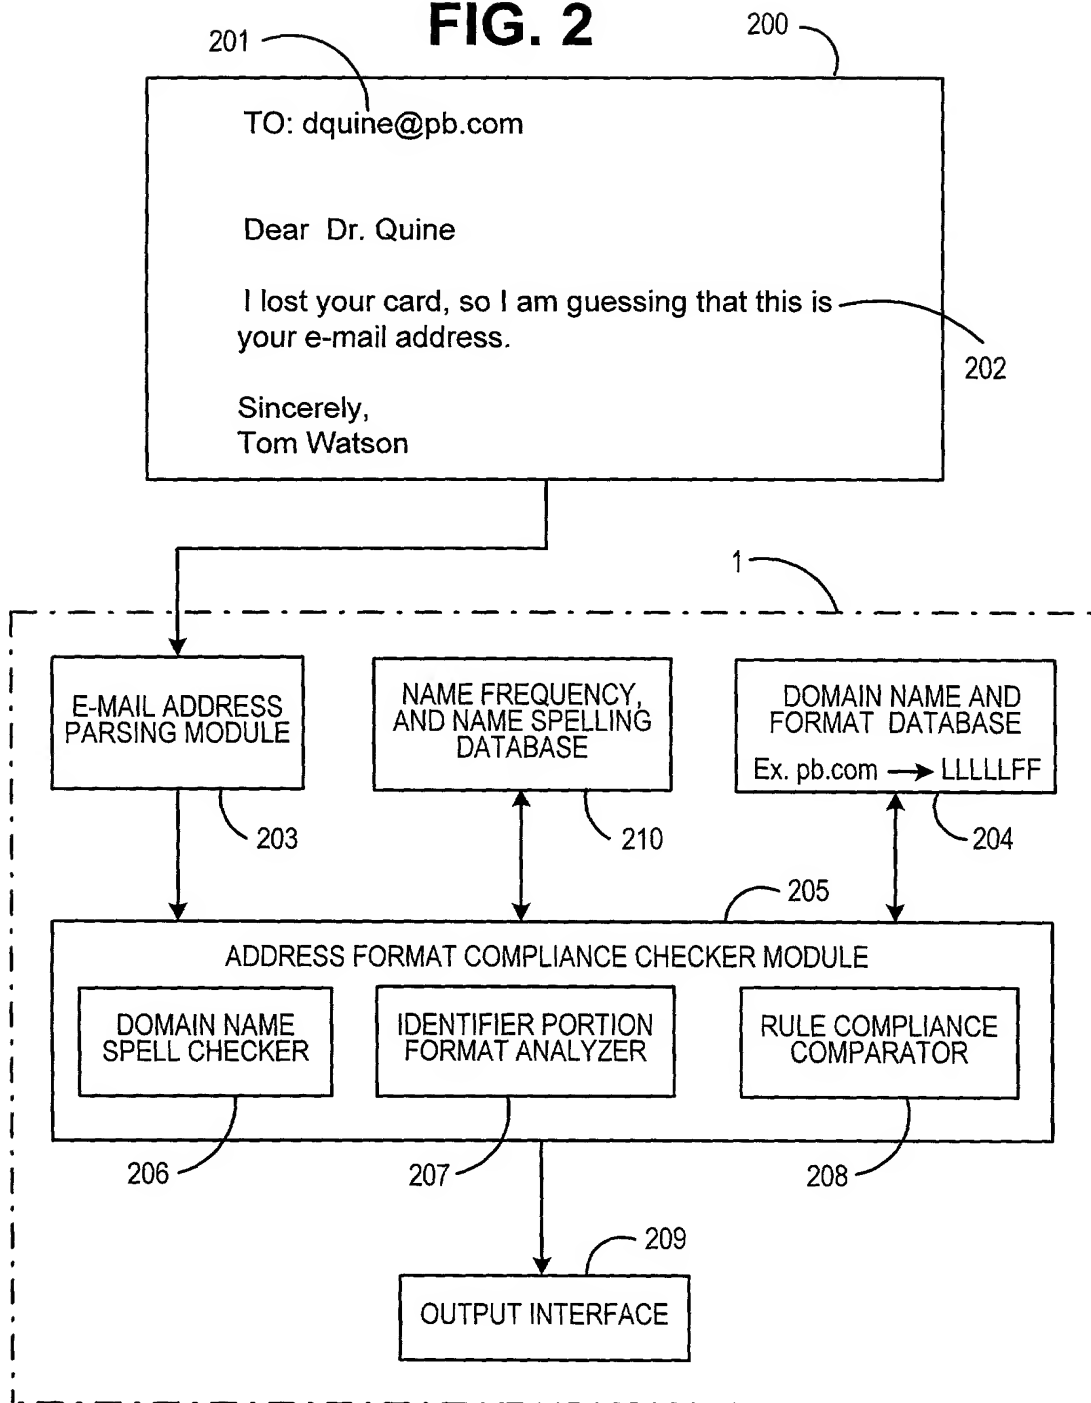 FIG. 2
201
200
TO: dquine@pb.com
Dear Dr. Quine
I lost your card, so I am guessing that this is
your e-mail address.
202
Sincerely,
Tom Watson
1
E-MAIL ADDRESS
PARSING MODULE
NAME FREQUENCY,
AND NAME SPELLING
DATABASE
DOMAIN NAME AND
FORMAT DATABASE
Ex. pb.com → LLLLLFF
203
210
204
205
ADDRESS FORMAT COMPLIANCE CHECKER MODULE
DOMAIN NAME
SPELL CHECKER
IDENTIFIER PORTION
FORMAT ANALYZER
RULE COMPLIANCE
COMPARATOR
206
207
208
209
OUTPUT INTERFACE